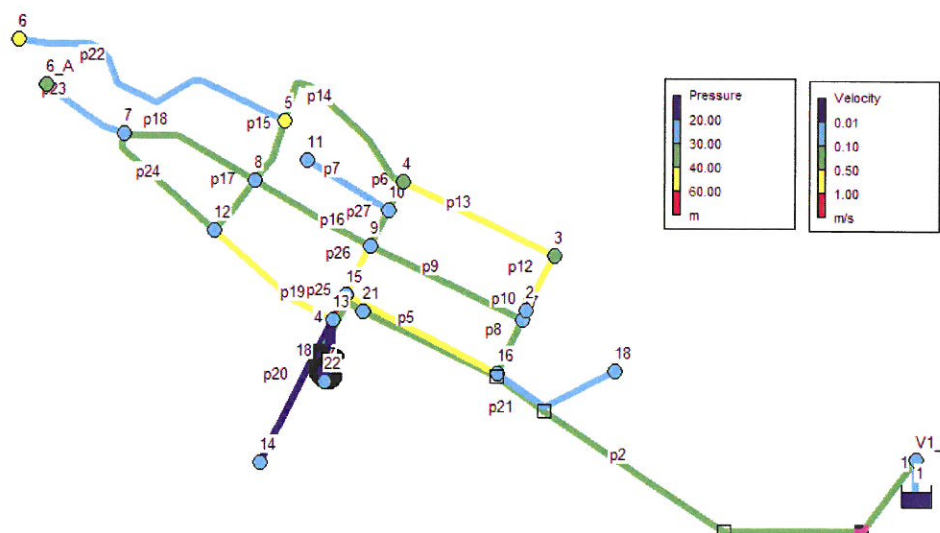 6
p22
6_A
p23
5
p14
p15
7
p18
11
4
8
p7
p6
p24
p17
10
p13
p27
12
p16
9
3
p26
p9
p12
15
p19
p25
p10
2
13
21
4
p5
p8
18
16
18
p20
22
p21
14
p2
V1_
1
1
Pressure
20.00
30.00
40.00
60.00
m
Velocity
0.01
0.10
0.50
1.00
m/s